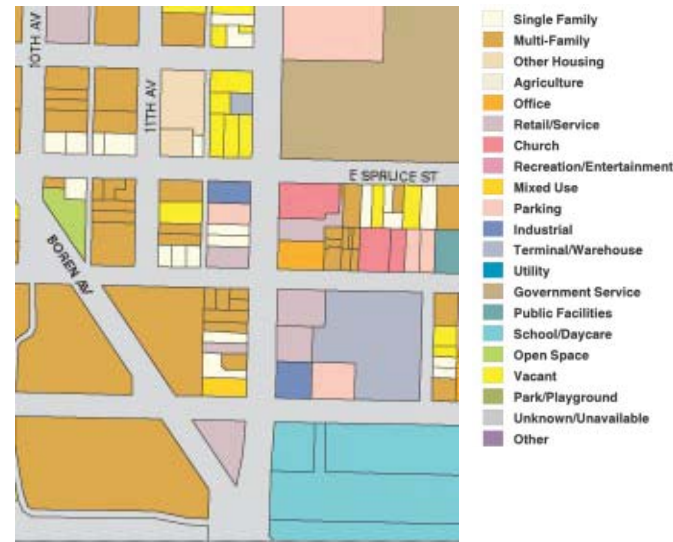 10TH AV
11TH AV
E SPRUCE ST
BOREN AV
Single Family
Multi-Family
Other Housing
Agriculture
Office
Retail/Service
Church
Recreation/Entertainment
Mixed Use
Parking
Industrial
Terminal/Warehouse
Utility
Government Service
Public Facilities
School/Daycare
Open Space
Vacant
Park/Playground
Unknown/Unavailable
Other